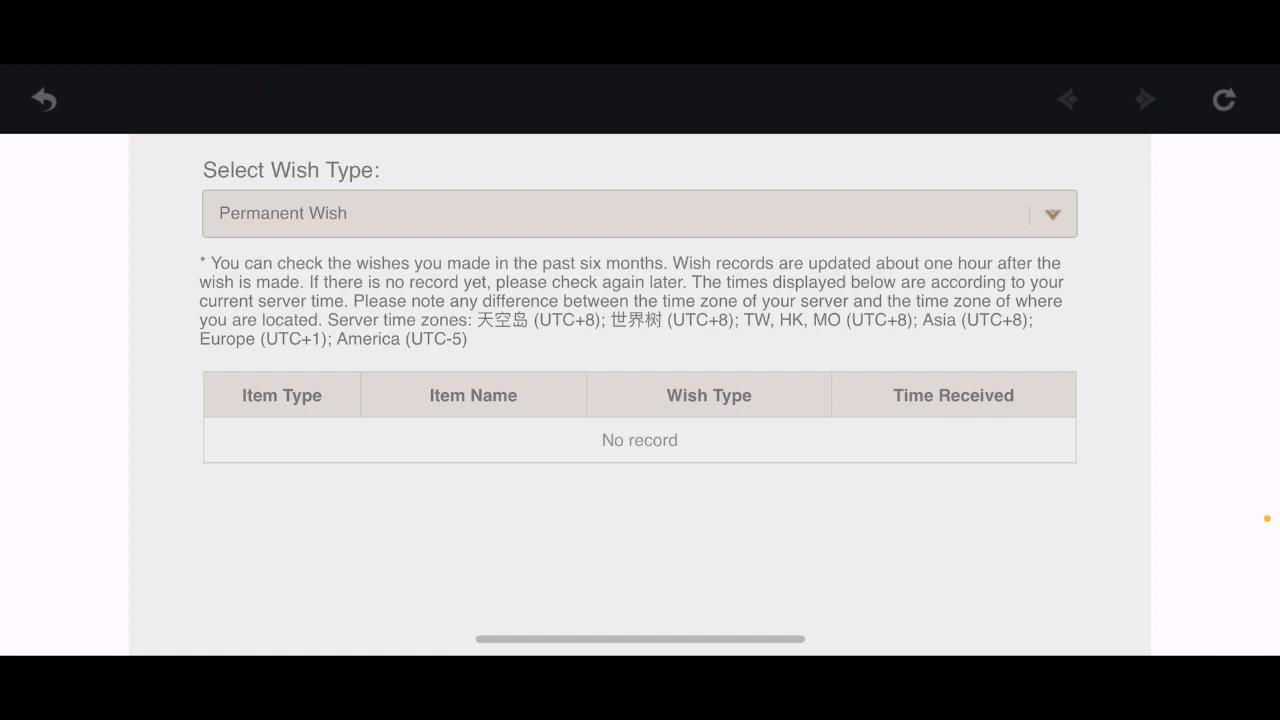 Select Wish Type:
Permanent Wish
* You can check the wishes you made in the past six months. Wish records are updated about one hour after the
wish is made. If there is no record yet, please check again later. The times displayed below are according to your
current server time. Please note any difference between the time zone of your server and the time zone of where
you are located. Server time zones: 天空岛 (UTC+8); 世界树 (UTC+8); TW, HK, MO (UTC+8); Asia (UTC+8);
Europe (UTC+1); America (UTC-5)
Item Type Item Name Wish Type Time Received
No record